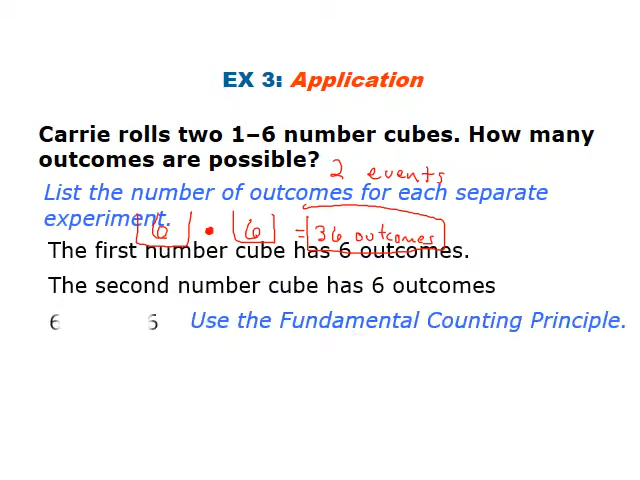 EX 3: Application
Carrie rolls two 1–6 number cubes. How many
outcomes are possible?
2 events
List the number of outcomes for each separate
experiment.
6 • 6 = 36 outcomes
The first number cube has 6 outcomes.
The second number cube has 6 outcomes
6 6 Use the Fundamental Counting Principle.